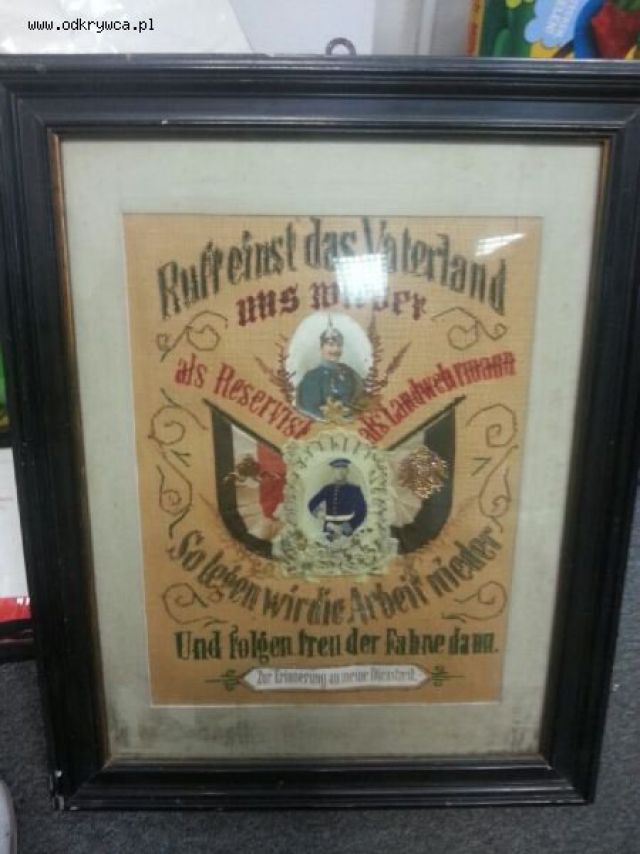 www.odkrywca.pl
Ruft einst das Vaterland
uns wieder
als Reservist als Landwehrmann
So legen wir die Arbeit nieder
Und folgen treu der Fahne dann.
Zur Erinnerung an meine Dienstzeit.